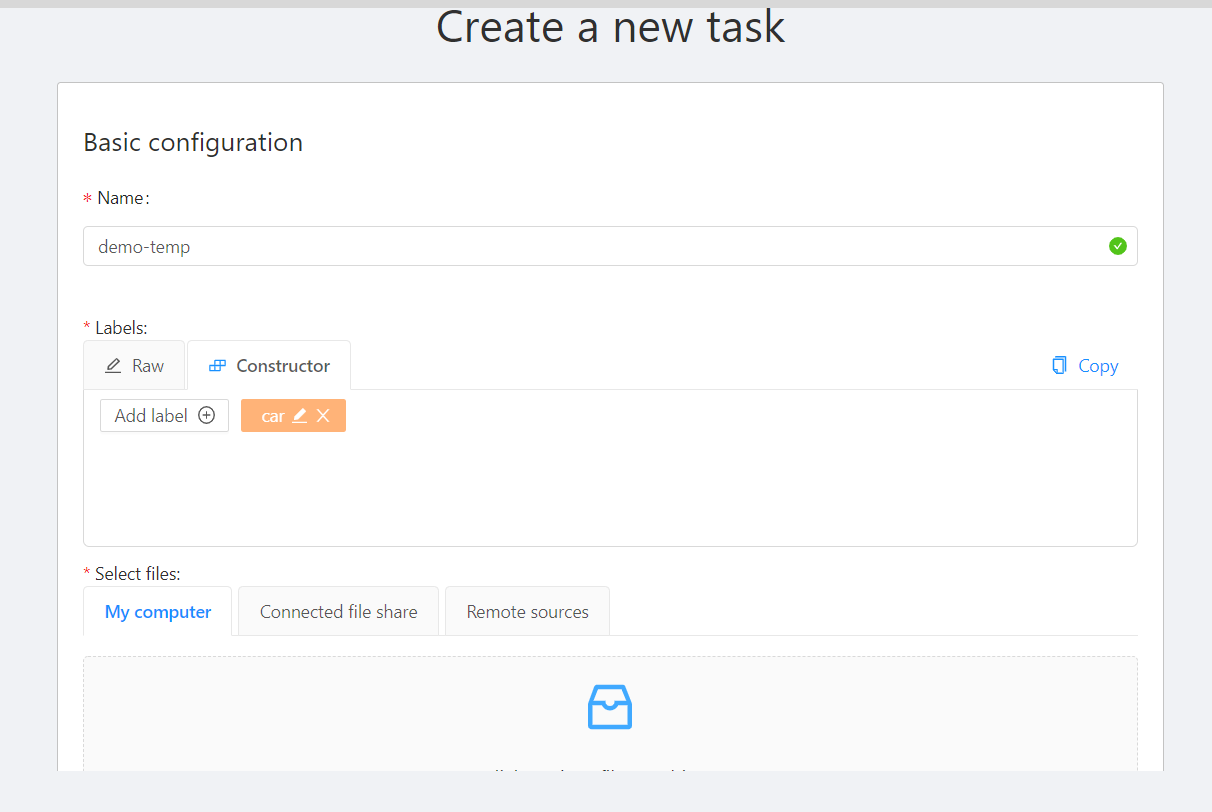 Create a new task
Basic configuration
* Name:
demo-temp
* Labels:
Raw
Constructor
Copy
Add label
car
* Select files:
My computer
Connected file share
Remote sources